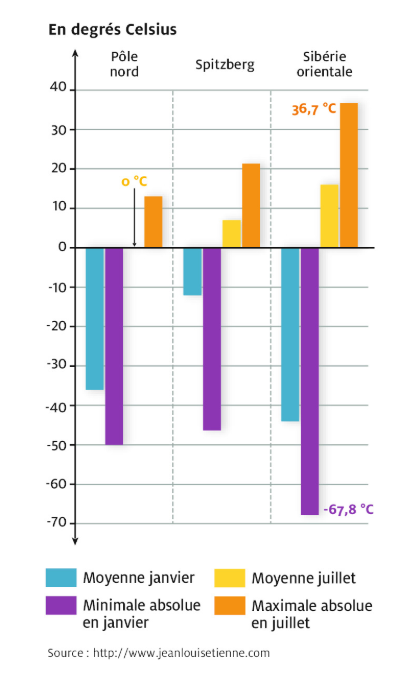 En degrés Celsius
Pôle
nord
Spitzberg
Sibérie
orientale
40
30
20
10
0
-10
-20
-30
-40
-50
-60
-70
0 °C
36,7 °C
-67,8 °C
Moyenne janvier
Moyenne juillet
Minimale absolue
en janvier
Maximale absolue
en juillet
Source : http://www.jeanlouisetienne.com